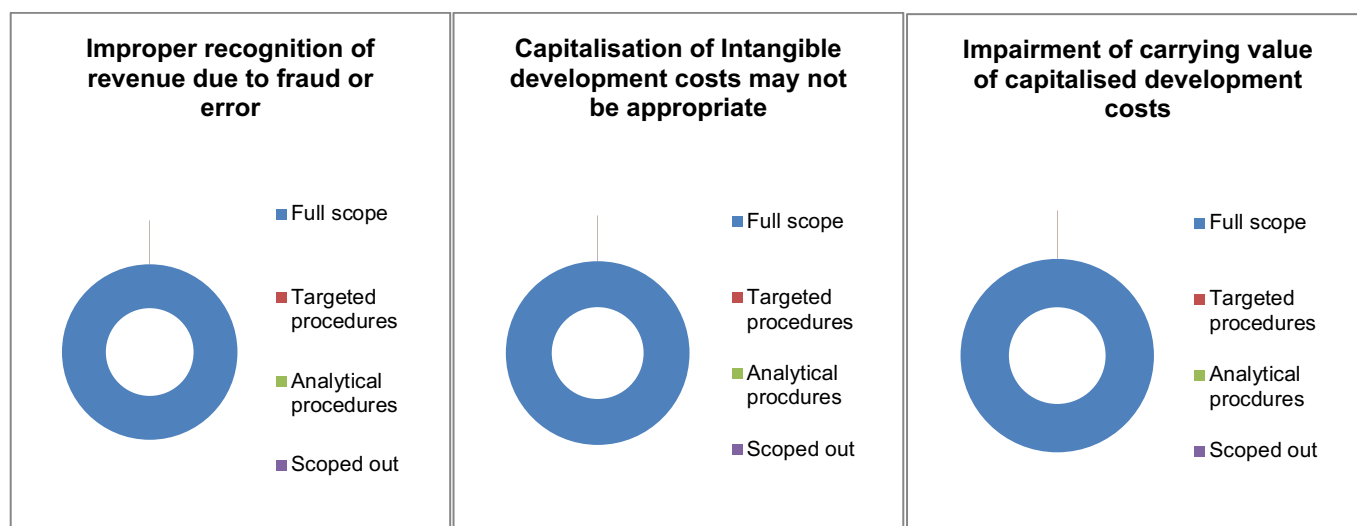 Improper recognition of
revenue due to fraud or
error
Full scope
Targeted
procedures
Analytical
procedures
Scoped out
Capitalisation of Intangible
development costs may not
be appropriate
Full scope
Targeted
procedures
Analytical
procdures
Scoped out
Impairment of carrying value
of capitalised development
costs
Full scope
Targeted
procedures
Analytical
procdures
Scoped out